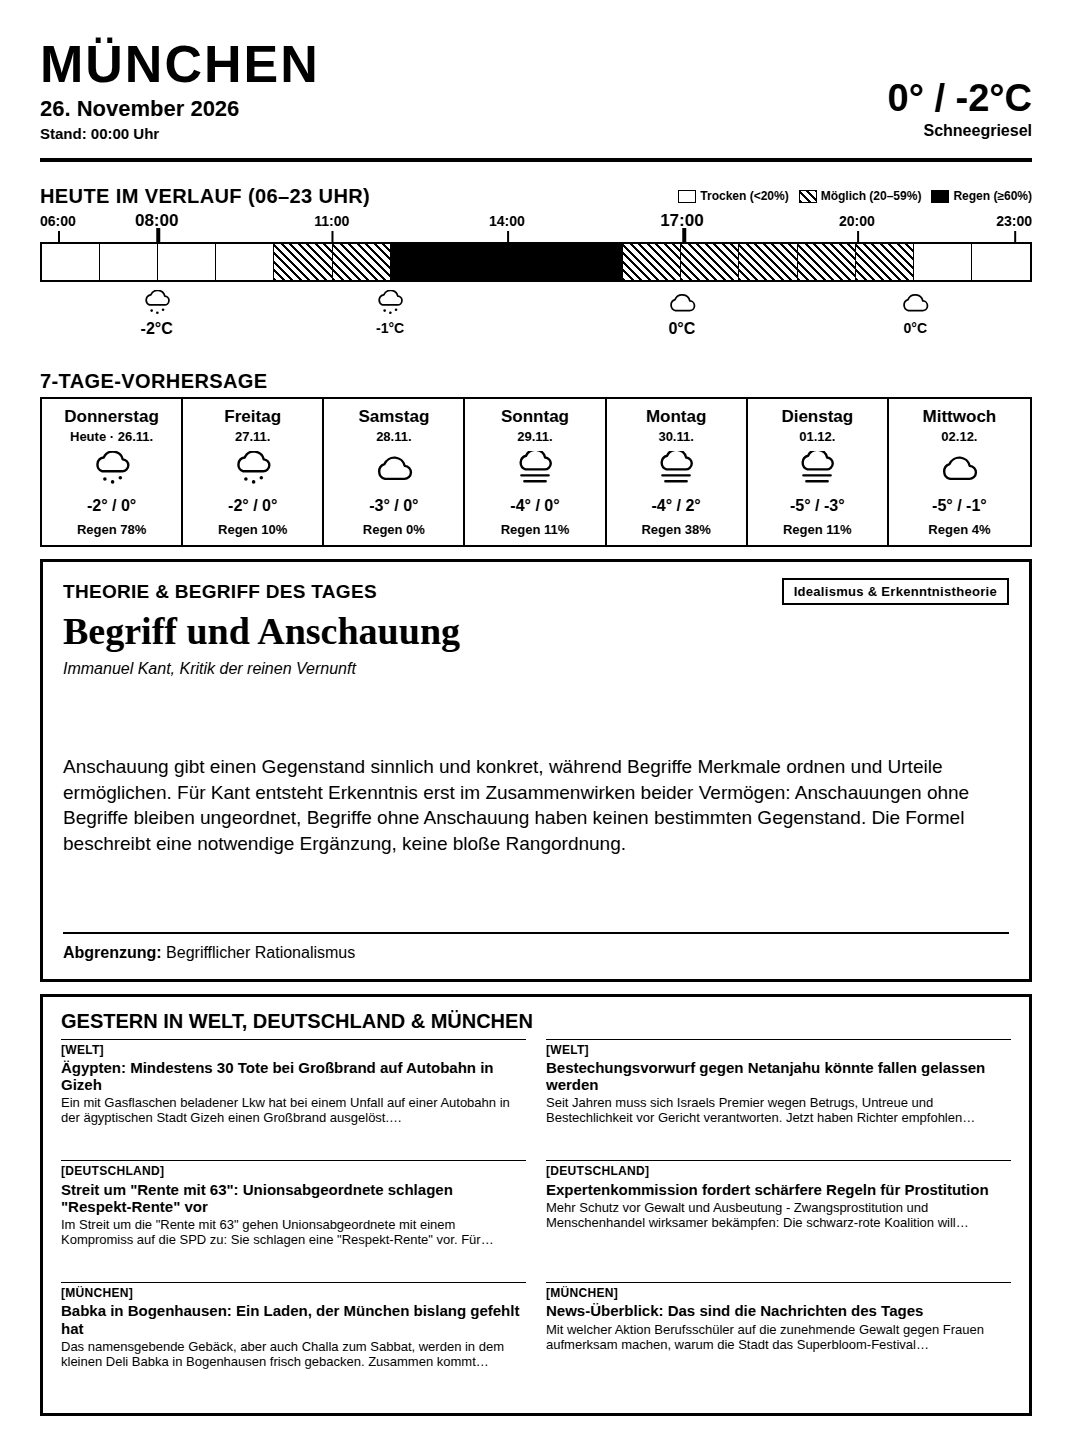 MÜNCHEN
26. November 2026
Stand: 00:00 Uhr
0° / -2°C
Schneegriesel
HEUTE IM VERLAUF (06–23 UHR)
Trocken (<20%) Möglich (20–59%) Regen (≥60%)
06:00 08:00 11:00 14:00 17:00 20:00 23:00
-2°C -1°C 0°C 0°C
7-TAGE-VORHERSAGE
Donnerstag Freitag Samstag Sonntag Montag Dienstag Mittwoch
Heute · 26.11. 27.11. 28.11. 29.11. 30.11. 01.12. 02.12.
-2° / 0° -2° / 0° -3° / 0° -4° / 0° -4° / 2° -5° / -3° -5° / -1°
Regen 78% Regen 10% Regen 0% Regen 11% Regen 38% Regen 11% Regen 4%
THEORIE & BEGRIFF DES TAGES
Idealismus & Erkenntnistheorie
Begriff und Anschauung
Immanuel Kant, Kritik der reinen Vernunft
Anschauung gibt einen Gegenstand sinnlich und konkret, während Begriffe Merkmale ordnen und Urteile
ermöglichen. Für Kant entsteht Erkenntnis erst im Zusammenwirken beider Vermögen: Anschauungen ohne
Begriffe bleiben ungeordnet, Begriffe ohne Anschauung haben keinen bestimmten Gegenstand. Die Formel
beschreibt eine notwendige Ergänzung, keine bloße Rangordnung.
Abgrenzung: Begrifflicher Rationalismus
GESTERN IN WELT, DEUTSCHLAND & MÜNCHEN
[WELT]
Ägypten: Mindestens 30 Tote bei Großbrand auf Autobahn in
Gizeh
Ein mit Gasflaschen beladener Lkw hat bei einem Unfall auf einer Autobahn in
der ägyptischen Stadt Gizeh einen Großbrand ausgelöst.…
[WELT]
Bestechungsvorwurf gegen Netanjahu könnte fallen gelassen
werden
Seit Jahren muss sich Israels Premier wegen Betrugs, Untreue und
Bestechlichkeit vor Gericht verantworten. Jetzt haben Richter empfohlen…
[DEUTSCHLAND]
Streit um "Rente mit 63": Unionsabgeordnete schlagen
"Respekt-Rente" vor
Im Streit um die "Rente mit 63" gehen Unionsabgeordnete mit einem
Kompromiss auf die SPD zu: Sie schlagen eine "Respekt-Rente" vor. Für…
[DEUTSCHLAND]
Expertenkommission fordert schärfere Regeln für Prostitution
Mehr Schutz vor Gewalt und Ausbeutung - Zwangsprostitution und
Menschenhandel wirksamer bekämpfen: Die schwarz-rote Koalition will…
[MÜNCHEN]
Babka in Bogenhausen: Ein Laden, der München bislang gefehlt
hat
Das namensgebende Gebäck, aber auch Challa zum Sabbat, werden in dem
kleinen Deli Babka in Bogenhausen frisch gebacken. Zusammen kommt…
[MÜNCHEN]
News-Überblick: Das sind die Nachrichten des Tages
Mit welcher Aktion Berufsschüler auf die zunehmende Gewalt gegen Frauen
aufmerksam machen, warum die Stadt das Superbloom-Festival…